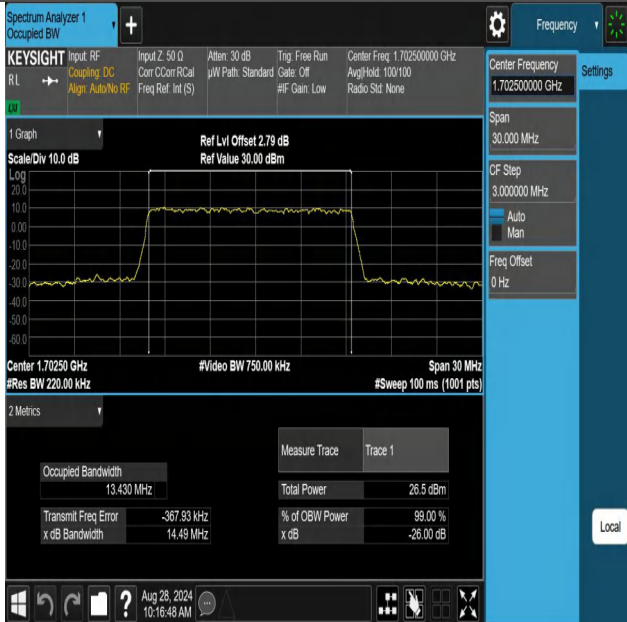 Spectrum Analyzer 1
Occupied BW
+
Frequency
KEYSIGHT
RL
Input: RF
Coupling: DC
Align: Auto/No RF
Input Z: 50 Ω
Corr CCorr RCal
Freq Ref: Int (S)
Atten: 30 dB
µW Path: Standard
Trig: Free Run
Gate: Off
#IF Gain: Low
Center Freq: 1.702500000 GHz
Avg|Hold: 100/100
Radio Std: None
1 Graph
Scale/Div 10.0 dB
Ref Lvl Offset 2.79 dB
Ref Value 30.00 dBm
Log
20.0
10.0
0.00
-10.0
-20.0
-30.0
-40.0
-50.0
-60.0
Center 1.70250 GHz
#Video BW 750.00 kHz
Span 30 MHz
#Res BW 220.00 kHz
#Sweep 100 ms (1001 pts)
2 Metrics
Measure Trace Trace 1
Occupied Bandwidth
13.430 MHz
Total Power 26.5 dBm
Transmit Freq Error -367.93 kHz
% of OBW Power 99.00 %
x dB Bandwidth 14.49 MHz
x dB -26.00 dB
Center Frequency
1.702500000 GHz
Settings
Span
30.000 MHz
CF Step
3.000000 MHz
Auto
Man
Freq Offset
0 Hz
Local
?
Aug 28, 2024
10:16:48 AM